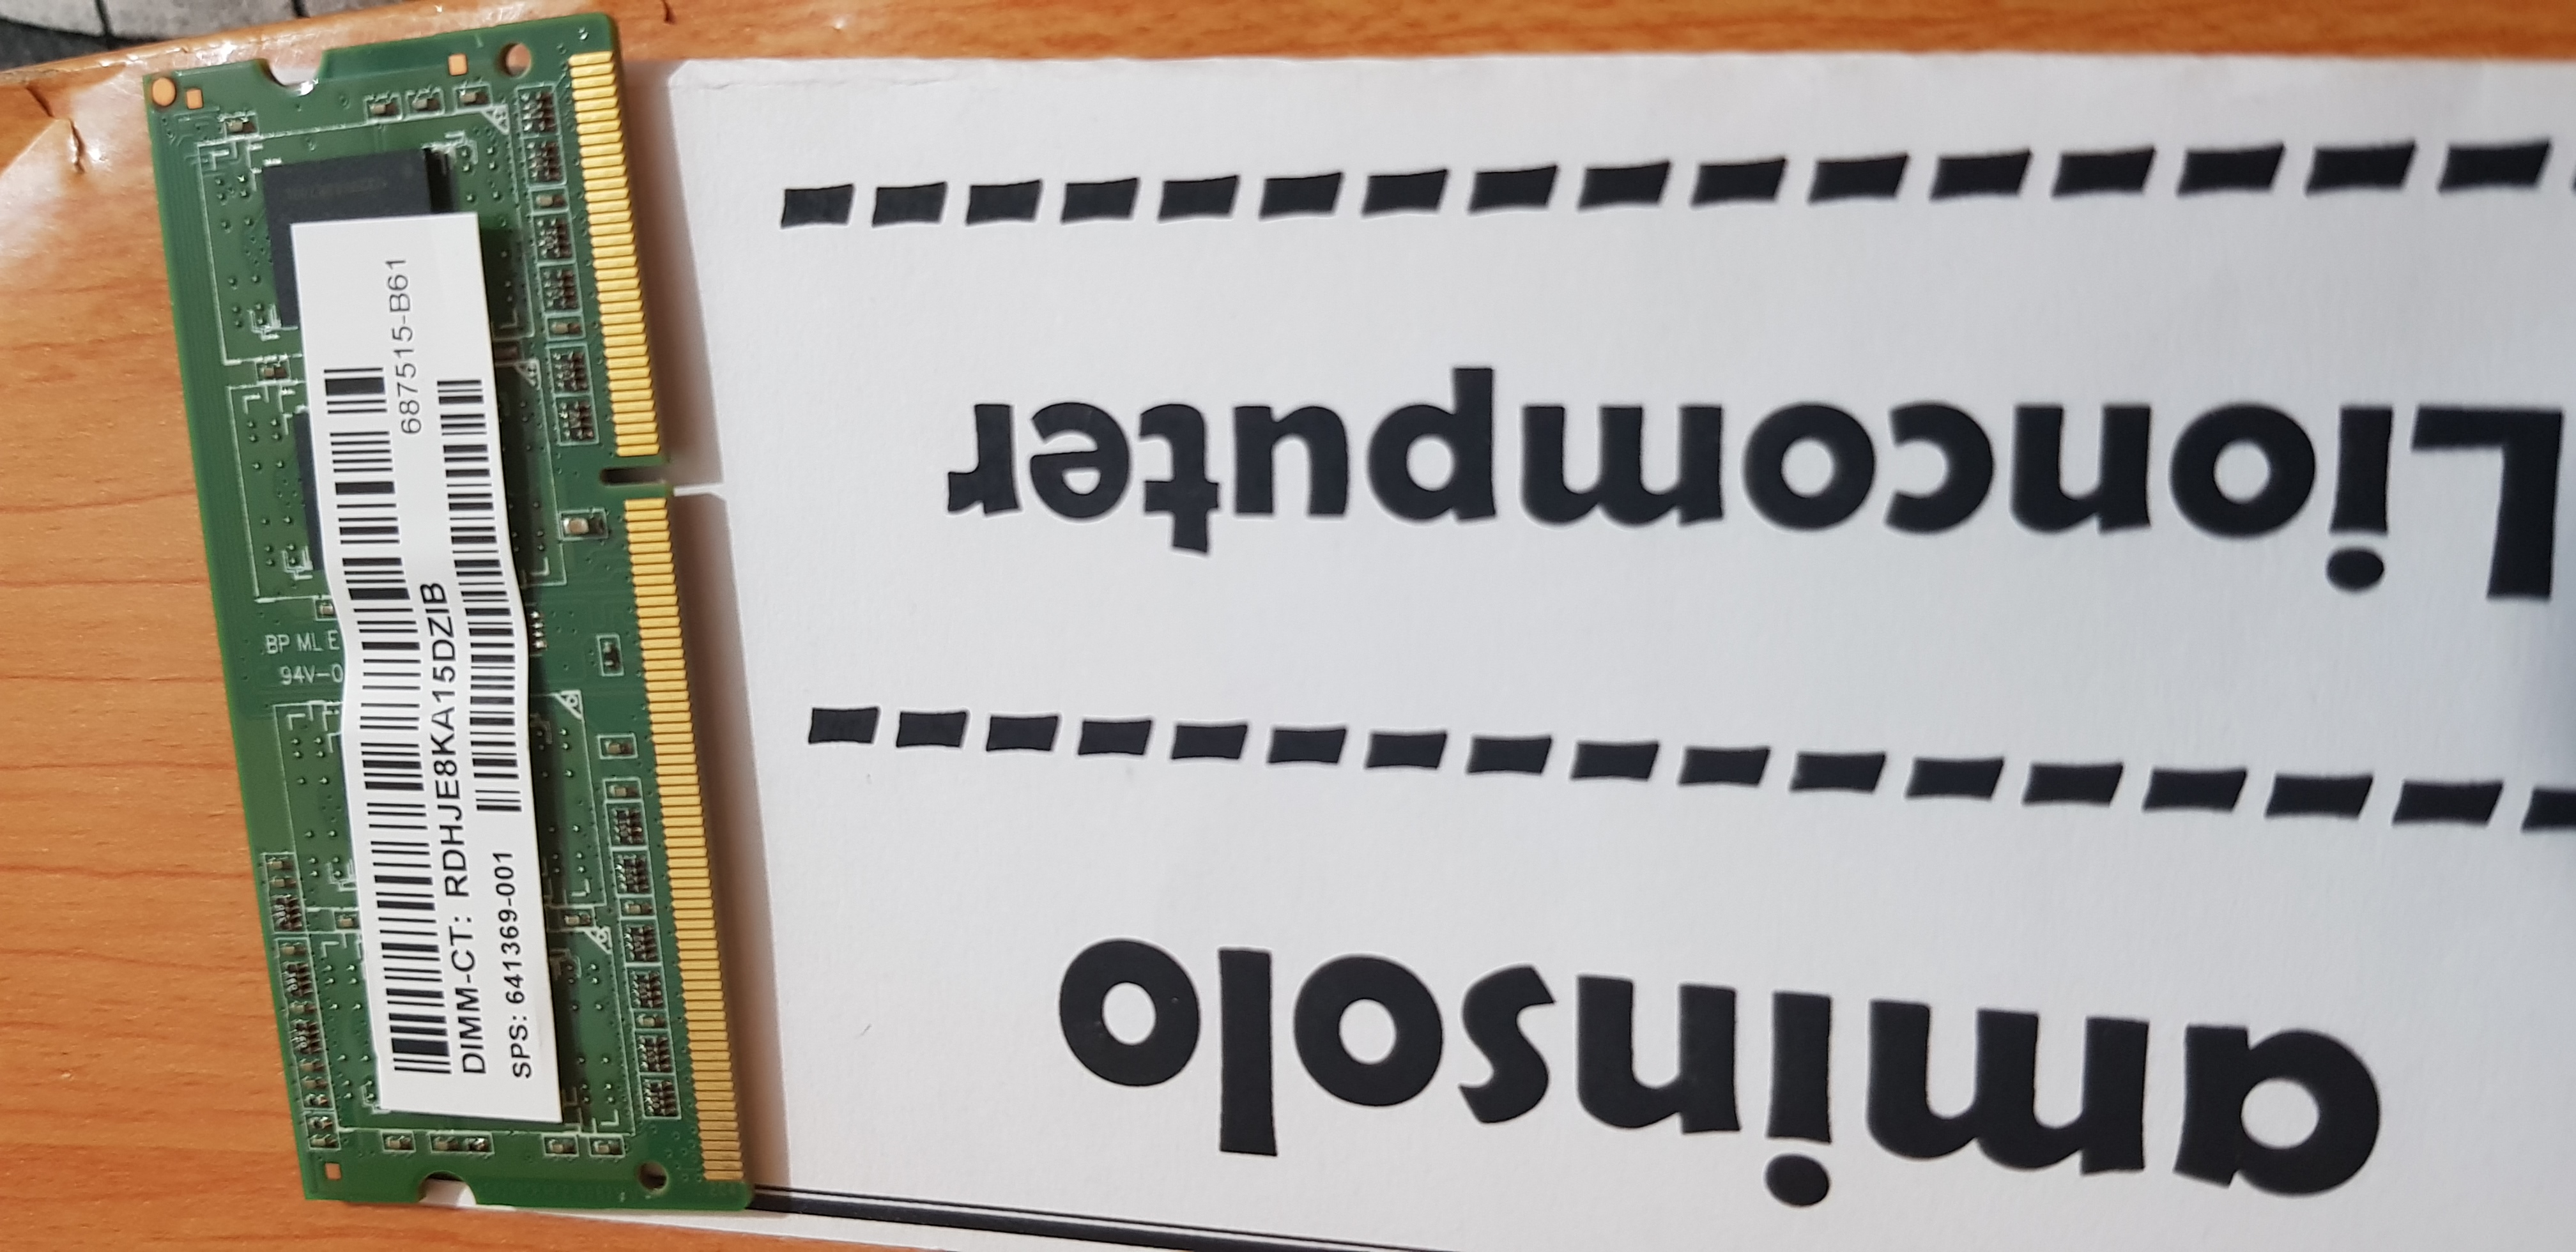 687515-B61
DIMM-CT: RDHJE8KA15DZIB
SPS: 641369-001
BP ML E
94V-0
aminsolo
----------------
Lioncomputer
----------------